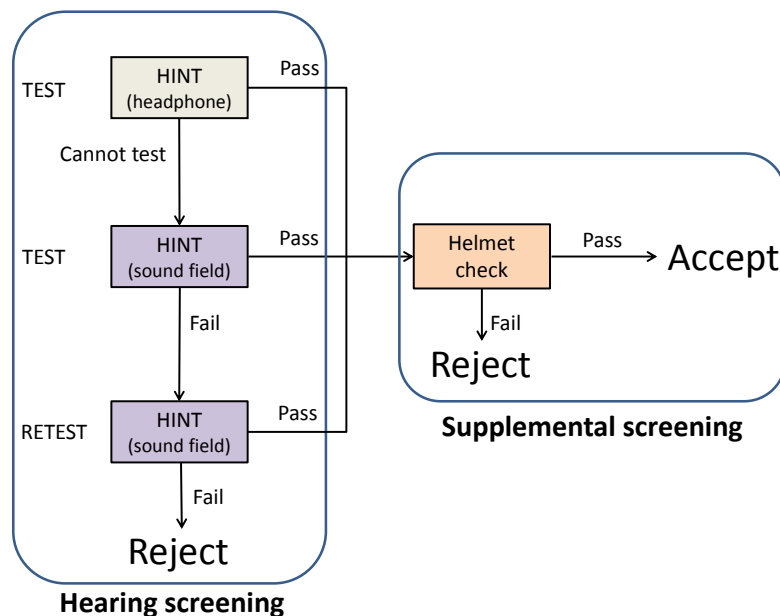 TEST
HINT
(headphone)
Pass
Cannot test
TEST
HINT
(sound field)
Pass
Fail
RETEST
HINT
(sound field)
Pass
Fail
Reject
Hearing screening
Helmet
check
Pass
Accept
Fail
Reject
Supplemental screening